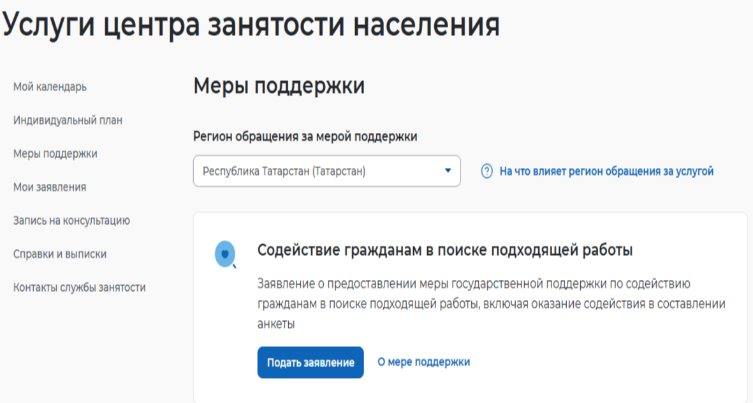 Услуги центра занятости населения
Мой календарь
Индивидуальный план
Меры поддержки
Мои заявления
Запись на консультацию
Справки и выписки
Контакты службы занятости
Меры поддержки
Регион обращения за мерой поддержки
Республика Татарстан (Татарстан)
На что влияет регион обращения за услугой
Содействие гражданам в поиске подходящей работы
Заявление о предоставлении меры государственной поддержки по содействию
гражданам в поиске подходящей работы, включая оказание содействия в составлении
анкеты
Подать заявление
О мере поддержки